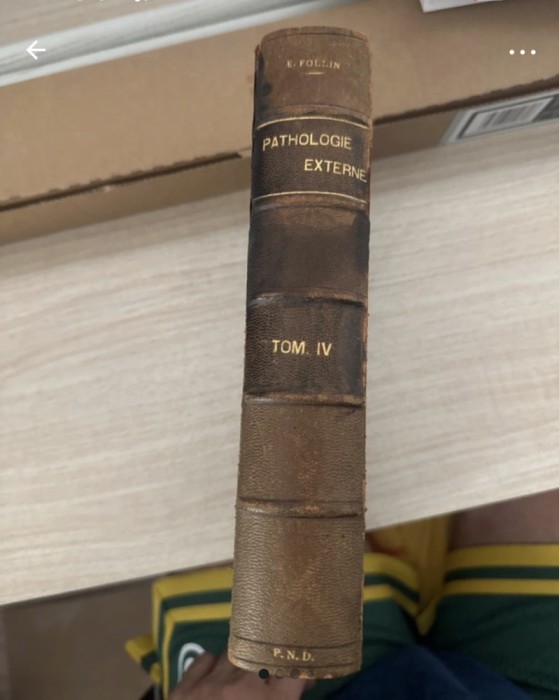 E. FOLLIN
PATHOLOGIE
EXTERNE
TOM. IV
P. N. D.